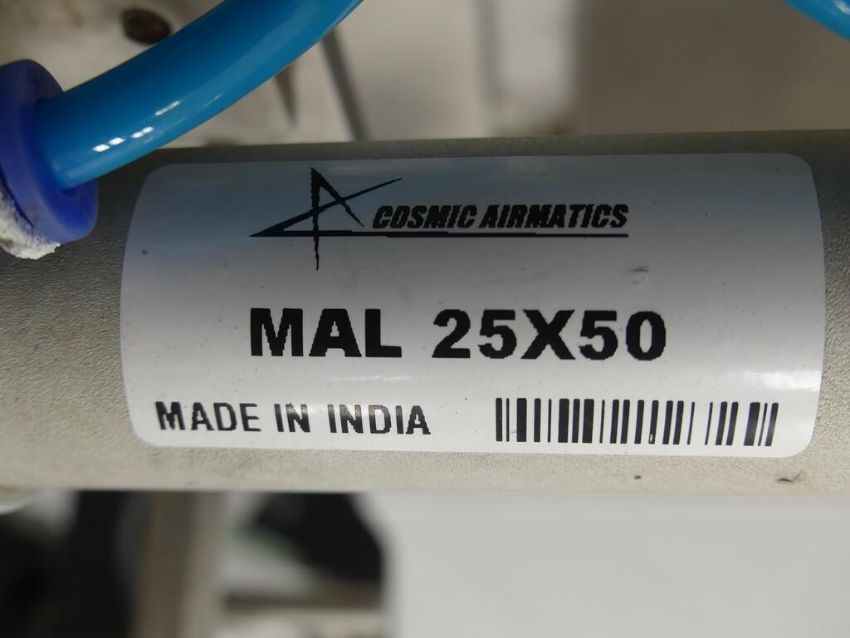 COSMIC AIRMATICS
MAL 25X50
MADE IN INDIA